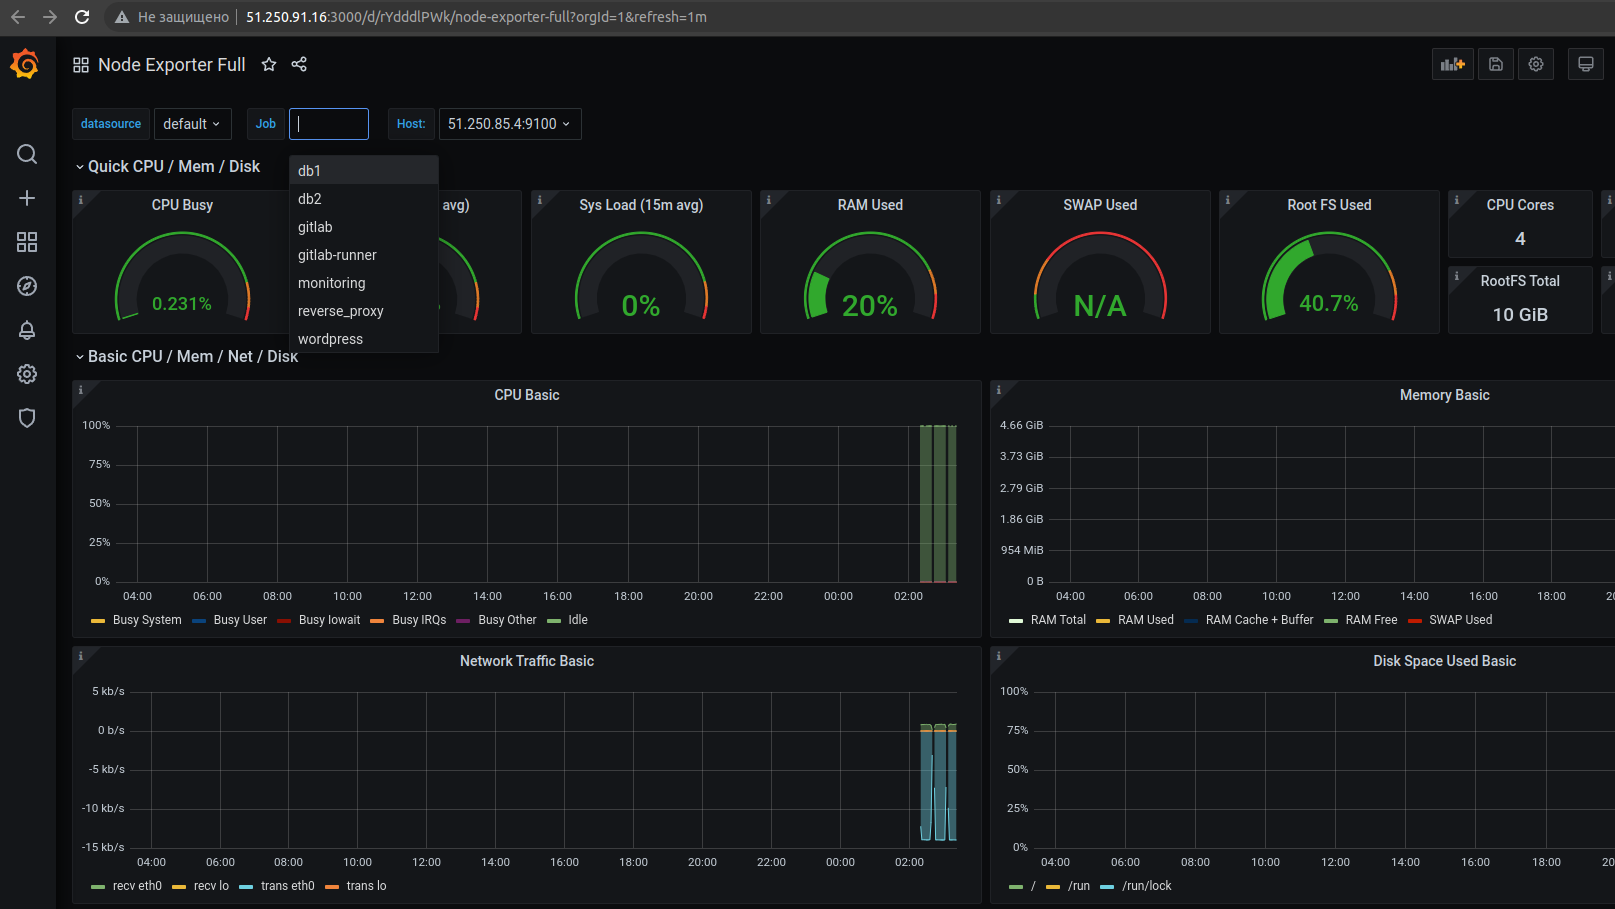 Не защищено 51.250.91.16:3000/d/rYdddlPWk/node-exporter-full?orgId=1&refresh=1m
Node Exporter Full
datasource default Job Host: 51.250.85.4:9100
Quick CPU / Mem / Disk
db1
db2
gitlab
gitlab-runner
monitoring
reverse_proxy
wordpress
CPU Busy
0.231%
avg)
Sys Load (15m avg)
0%
RAM Used
20%
SWAP Used
N/A
Root FS Used
40.7%
CPU Cores
4
RootFS Total
10 GiB
Basic CPU / Mem / Net / Disk
CPU Basic
100%
75%
50%
25%
0%
04:00 06:00 08:00 10:00 12:00 14:00 16:00 18:00 20:00 22:00 00:00 02:00
Busy System Busy User Busy Iowait Busy IRQs Busy Other Idle
Memory Basic
4.66 GiB
3.73 GiB
2.79 GiB
1.86 GiB
954 MiB
0 B
04:00 06:00 08:00 10:00 12:00 14:00 16:00 18:00 20
RAM Total RAM Used RAM Cache + Buffer RAM Free SWAP Used
Network Traffic Basic
5 kb/s
0 b/s
-5 kb/s
-10 kb/s
-15 kb/s
04:00 06:00 08:00 10:00 12:00 14:00 16:00 18:00 20:00 22:00 00:00 02:00
recv eth0 recv lo trans eth0 trans lo
Disk Space Used Basic
100%
75%
50%
25%
0%
04:00 06:00 08:00 10:00 12:00 14:00 16:00 18:00 20
/ /run /run/lock